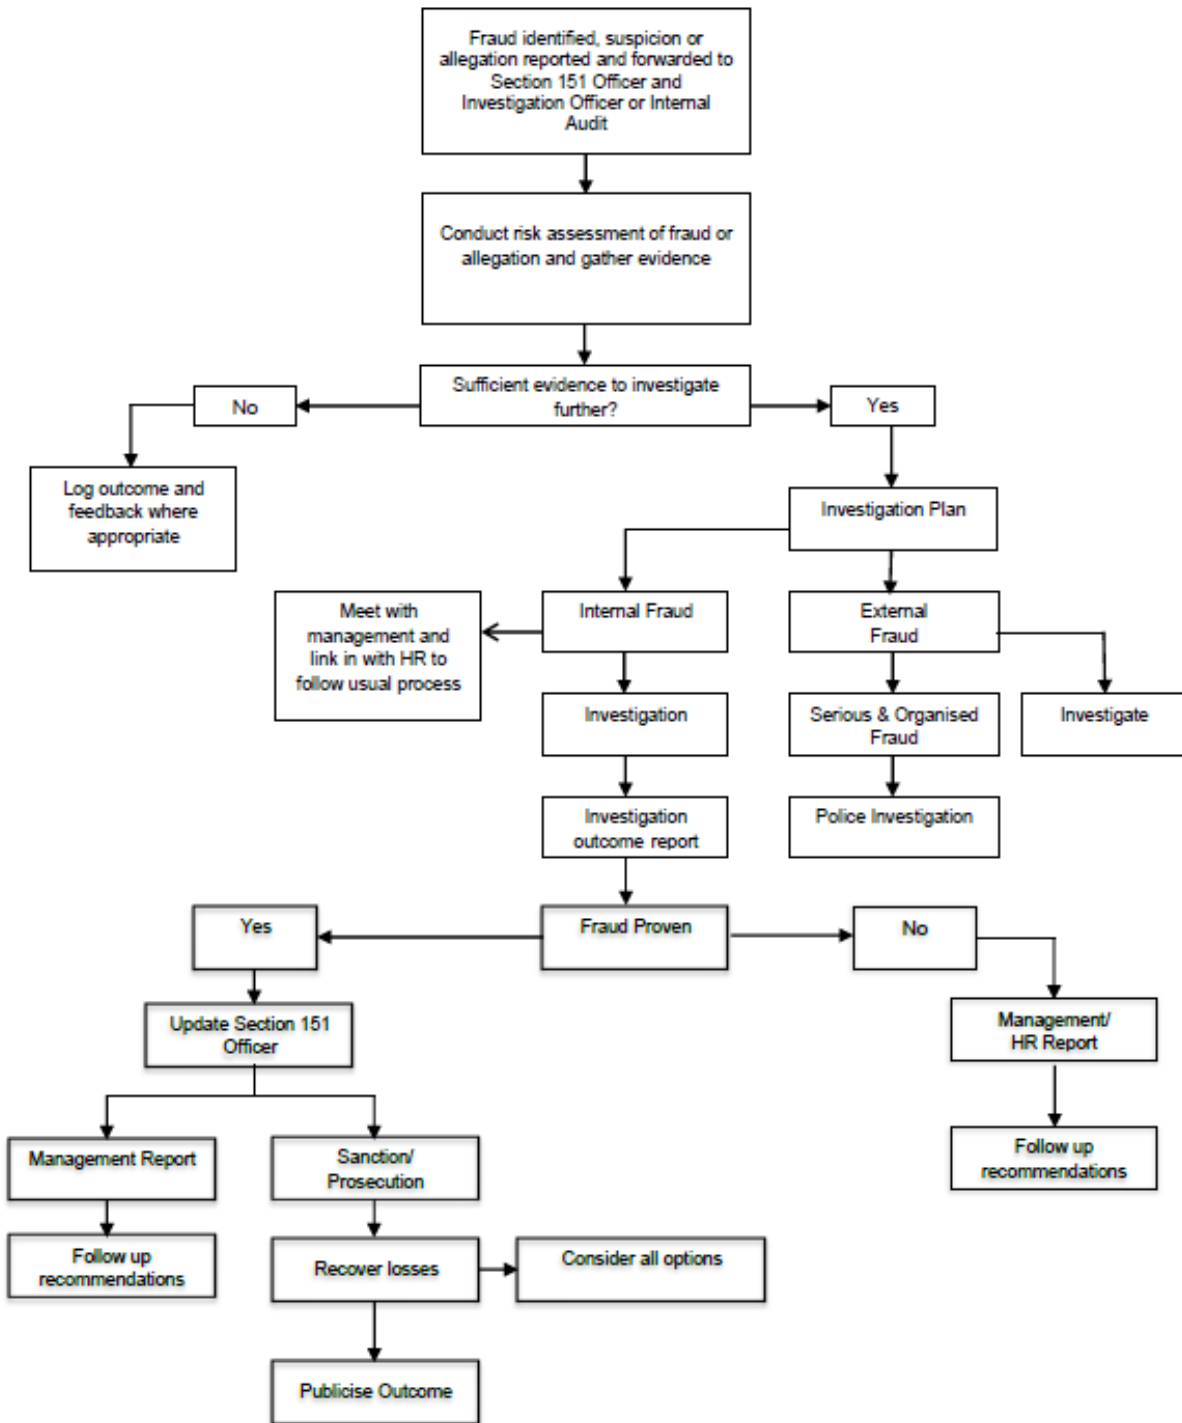 Fraud identified, suspicion or
allegation reported and forwarded to
Section 151 Officer and
Investigation Officer or Internal
Audit
Conduct risk assessment of fraud or
allegation and gather evidence
Sufficient evidence to investigate
further?
No
Yes
Log outcome and
feedback where
appropriate
Investigation Plan
Meet with
management and
link in with HR to
follow usual process
Internal Fraud
External
Fraud
Investigation
Serious & Organised
Fraud
Investigate
Investigation
outcome report
Police Investigation
Yes
Fraud Proven
No
Update Section 151
Officer
Management/
HR Report
Management Report
Sanction/
Prosecution
Follow up
recommendations
Follow up
recommendations
Recover losses
Consider all options
Publicise Outcome